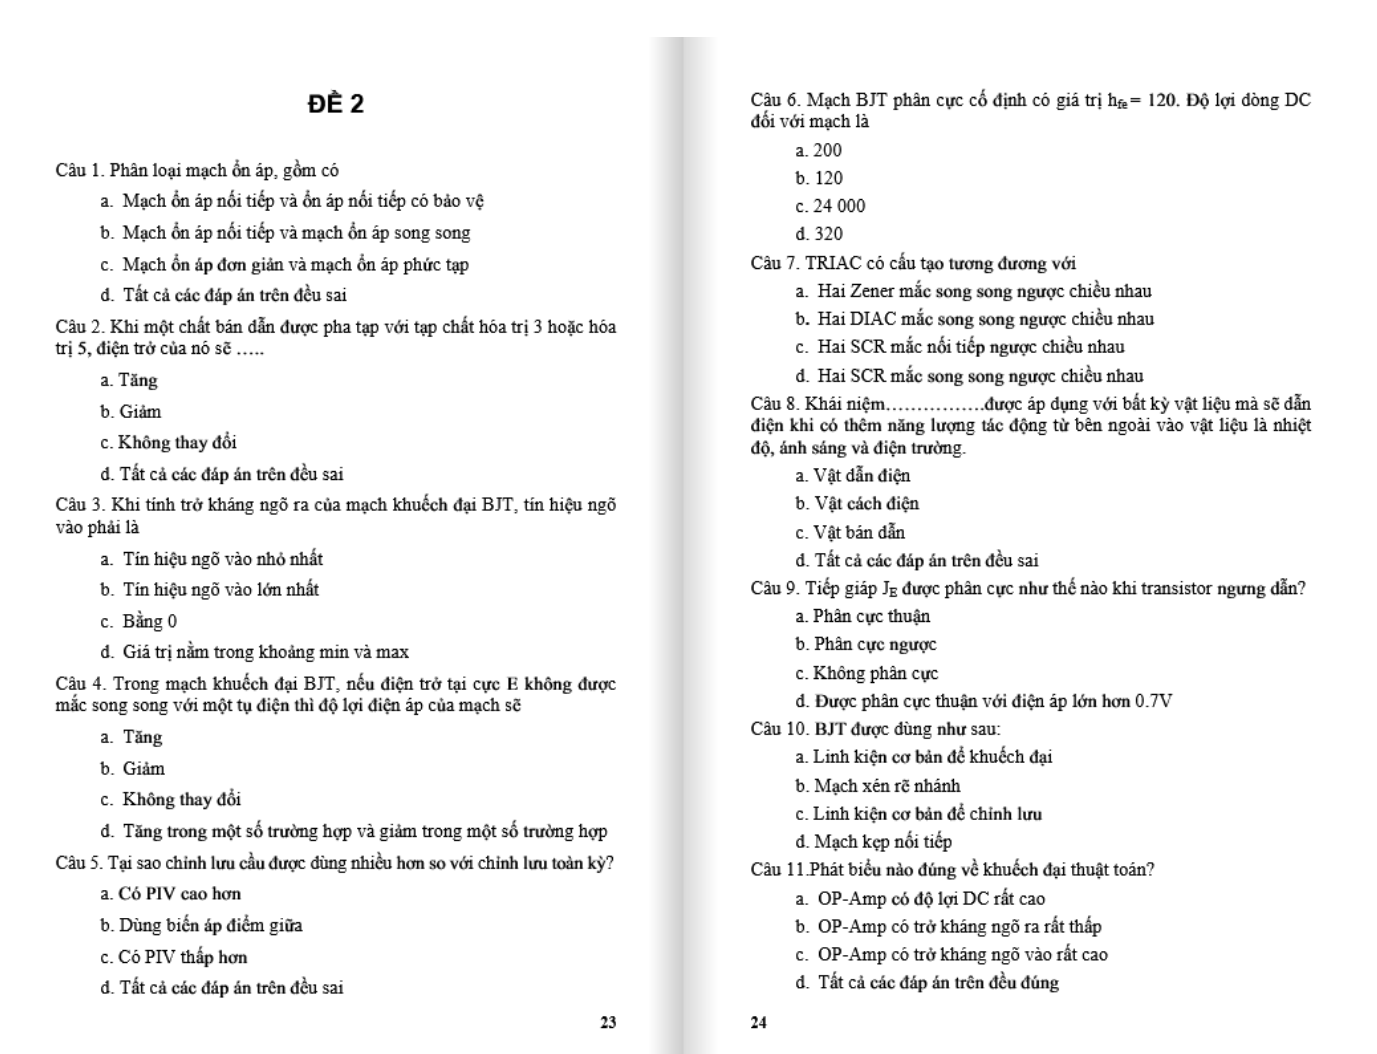 ĐỀ 2
Câu 1. Phân loại mạch ổn áp, gồm có
a. Mạch ổn áp nối tiếp và ổn áp nối tiếp có bảo vệ
b. Mạch ổn áp nối tiếp và mạch ổn áp song song
c. Mạch ổn áp đơn giản và mạch ổn áp phức tạp
d. Tất cả các đáp án trên đều sai
Câu 2. Khi một chất bán dẫn được pha tạp với tạp chất hóa trị 3 hoặc hóa
trị 5, điện trở của nó sẽ …..
a. Tăng
b. Giảm
c. Không thay đổi
d. Tất cả các đáp án trên đều sai
Câu 3. Khi tính trở kháng ngõ ra của mạch khuếch đại BJT, tín hiệu ngõ
vào phải là
a. Tín hiệu ngõ vào nhỏ nhất
b. Tín hiệu ngõ vào lớn nhất
c. Bằng 0
d. Giá trị nằm trong khoảng min và max
Câu 4. Trong mạch khuếch đại BJT, nếu điện trở tại cực E không được
mắc song song với một tụ điện thì độ lợi điện áp của mạch sẽ
a. Tăng
b. Giảm
c. Không thay đổi
d. Tăng trong một số trường hợp và giảm trong một số trường hợp
Câu 5. Tại sao chỉnh lưu cầu được dùng nhiều hơn so với chỉnh lưu toàn kỳ?
a. Có PIV cao hơn
b. Dùng biến áp điểm giữa
c. Có PIV thấp hơn
d. Tất cả các đáp án trên đều sai
23
Câu 6. Mạch BJT phân cực cố định có giá trị hfe = 120. Độ lợi dòng DC
đối với mạch là
a. 200
b. 120
c. 24 000
d. 320
Câu 7. TRIAC có cấu tạo tương đương với
a. Hai Zener mắc song song ngược chiều nhau
b. Hai DIAC mắc song song ngược chiều nhau
c. Hai SCR mắc nối tiếp ngược chiều nhau
d. Hai SCR mắc song song ngược chiều nhau
Câu 8. Khái niệm................được áp dụng với bất kỳ vật liệu mà sẽ dẫn
điện khi có thêm năng lượng tác động từ bên ngoài vào vật liệu là nhiệt
độ, ánh sáng và điện trường.
a. Vật dẫn điện
b. Vật cách điện
c. Vật bán dẫn
d. Tất cả các đáp án trên đều sai
Câu 9. Tiếp giáp JE được phân cực như thế nào khi transistor ngưng dẫn?
a. Phân cực thuận
b. Phân cực ngược
c. Không phân cực
d. Được phân cực thuận với điện áp lớn hơn 0.7V
Câu 10. BJT được dùng như sau:
a. Linh kiện cơ bản để khuếch đại
b. Mạch xén rẽ nhánh
c. Linh kiện cơ bản để chỉnh lưu
d. Mạch kẹp nối tiếp
Câu 11.Phát biểu nào đúng về khuếch đại thuật toán?
a. OP-Amp có độ lợi DC rất cao
b. OP-Amp có trở kháng ngõ ra rất thấp
c. OP-Amp có trở kháng ngõ vào rất cao
d. Tất cả các đáp án trên đều đúng
24